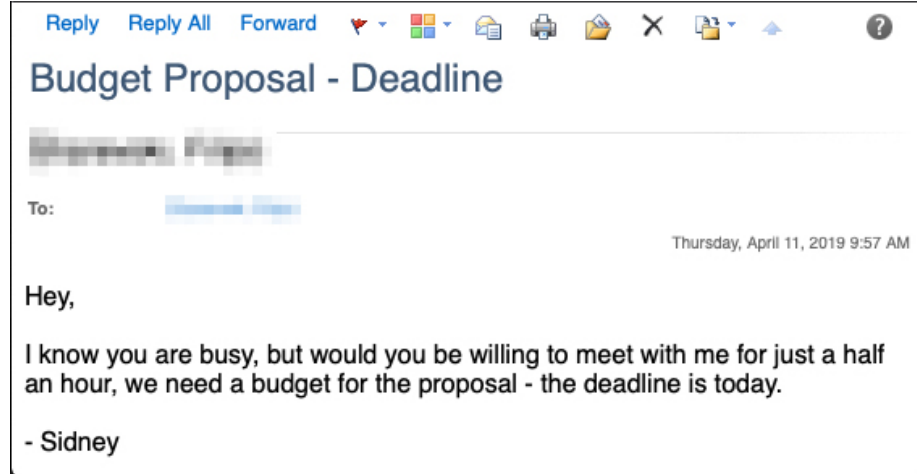 Reply Reply All Forward
Budget Proposal - Deadline
To:
Thursday, April 11, 2019 9:57 AM
Hey,
I know you are busy, but would you be willing to meet with me for just a half
an hour, we need a budget for the proposal - the deadline is today.
- Sidney